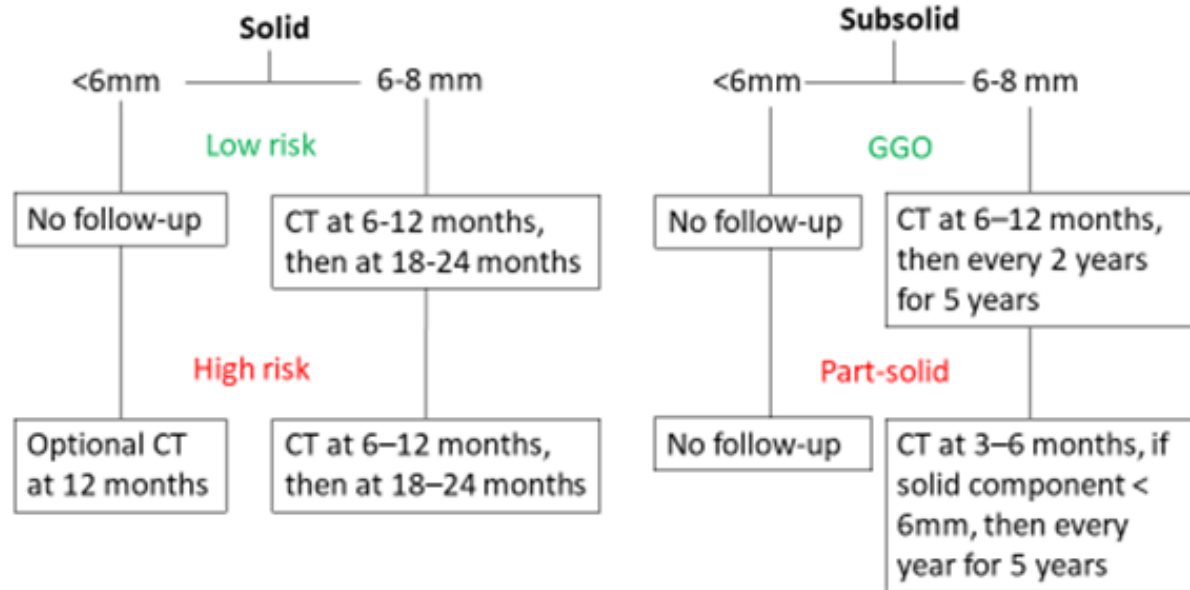 Solid
<6mm
6-8 mm
Low risk
No follow-up
CT at 6-12 months,
then at 18-24 months
High risk
Optional CT
at 12 months
CT at 6–12 months,
then at 18–24 months
Subsolid
<6mm
6-8 mm
GGO
No follow-up
CT at 6–12 months,
then every 2 years
for 5 years
Part-solid
No follow-up
CT at 3–6 months, if
solid component <
6mm, then every
year for 5 years